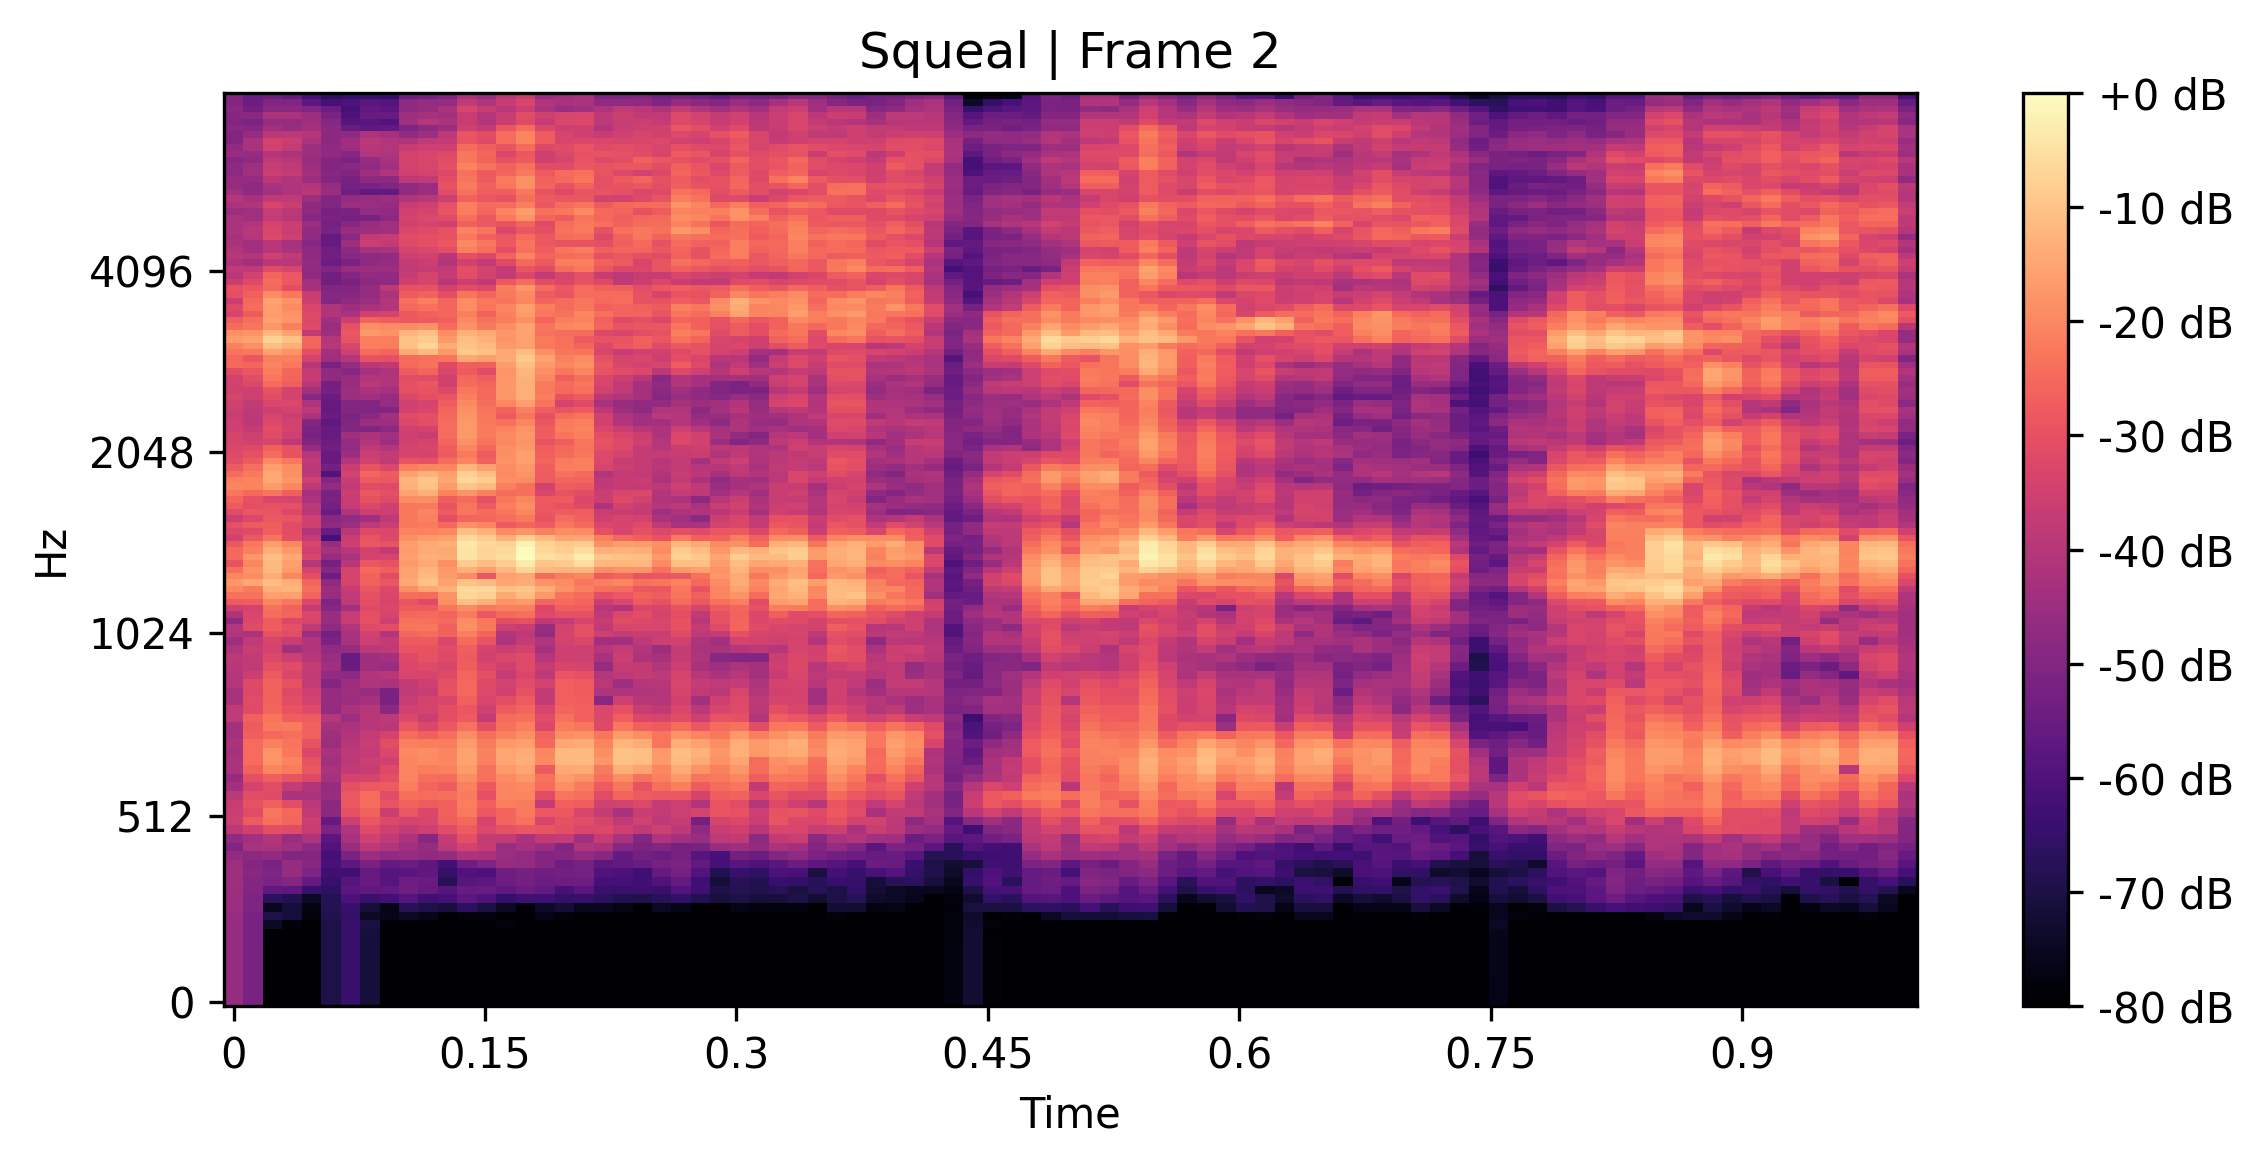 Squeal | Frame 2
Hz
4096
2048
1024
512
0
0 0.15 0.3 0.45 0.6 0.75 0.9
Time
+0 dB
-10 dB
-20 dB
-30 dB
-40 dB
-50 dB
-60 dB
-70 dB
-80 dB